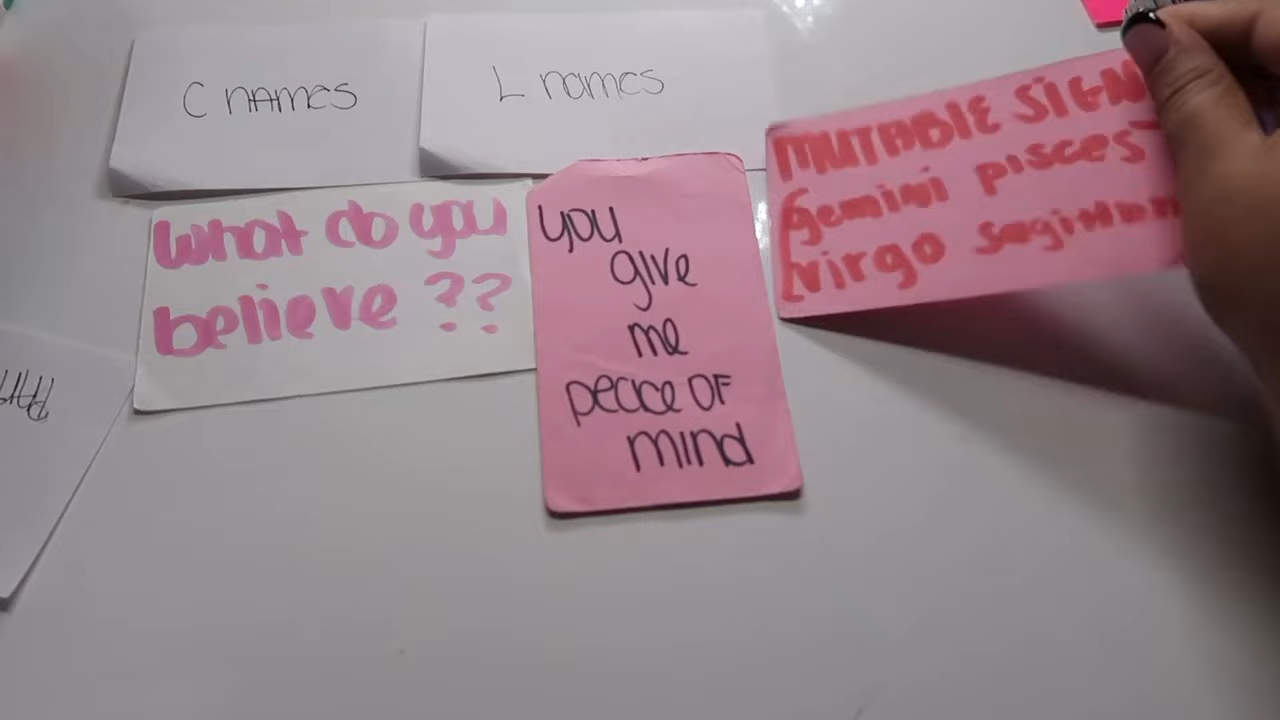 C NAMES
L names
What do you
believe ??
you
give
me
peace OF
mind
MUTABLE SIGN
Gemini pisces
virgo